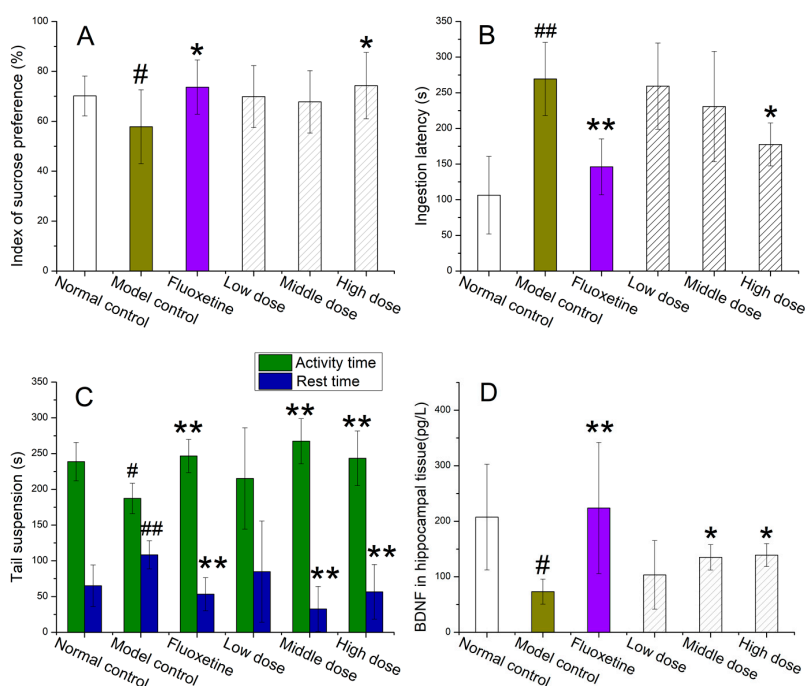 A
Index of sucrose preference (%)
100
80
60
40
20
0
#
*
*
Normal control
Model control
Fluoxetine
Low dose
Middle dose
High dose
B
Ingestion latency (s)
350
300
250
200
150
100
50
0
##
**
*
Normal control
Model control
Fluoxetine
Low dose
Middle dose
High dose
C
Activity time
Rest time
Tail suspension (s)
350
300
250
200
150
100
50
0
#
##
**
**
**
**
**
**
Normal control
Model control
Fluoxetine
Low dose
Middle dose
High dose
D
BDNF in hippocampal tissue(pg/L)
400
300
200
100
0
#
**
*
*
Normal control
Model control
Fluoxetine
Low dose
Middle dose
High dose